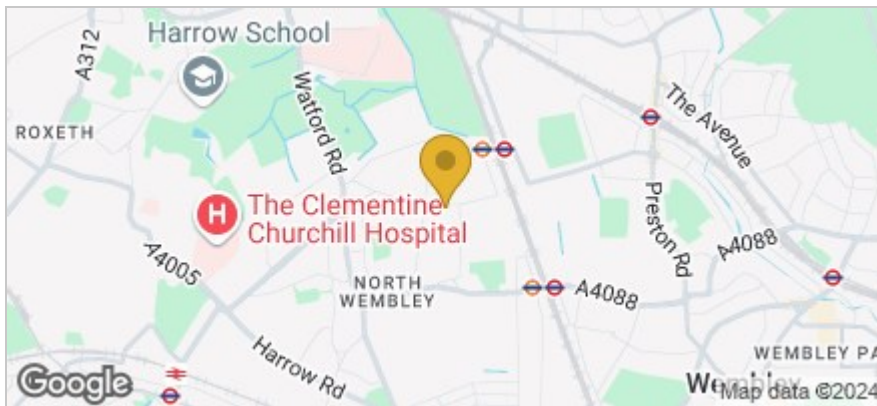 Harrow School
A312
Watford Rd
The Avenue
ROXETH
H
The Clementine
Churchill Hospital
Preston Rd
A4005
A4088
NORTH
WEMBLEY
A4088
Harrow Rd
WEMBLEY PA
Google
Wembley
Map data ©2024